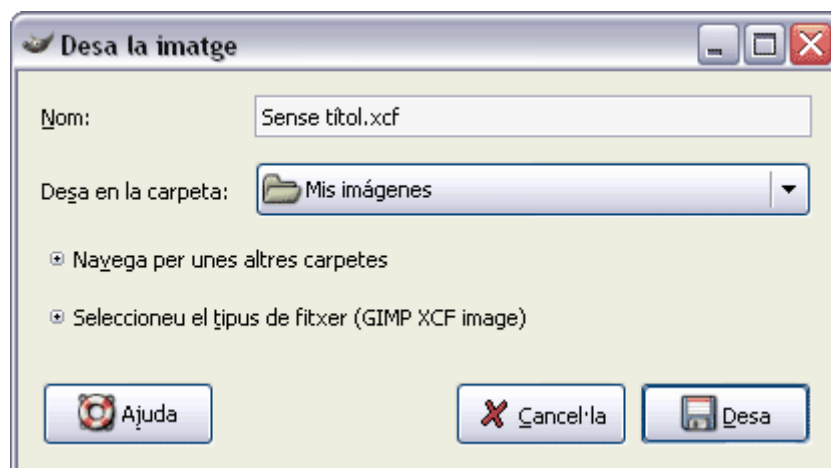 Desa la imatge
Nom: Sense títol.xcf
Desa en la carpeta: Mis imágenes
Navega per unes altres carpetes
Seleccioneu el tipus de fitxer (GIMP XCF image)
Ajuda Cancel·la Desa